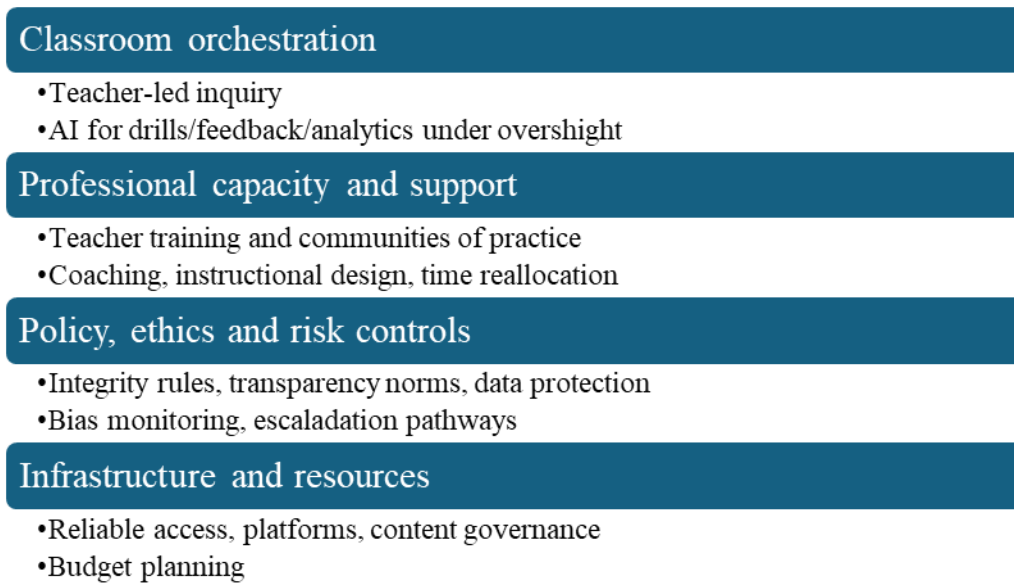 Classroom orchestration
•Teacher-led inquiry
•AI for drills/feedback/analytics under overshight
Professional capacity and support
•Teacher training and communities of practice
•Coaching, instructional design, time reallocation
Policy, ethics and risk controls
•Integrity rules, transparency norms, data protection
•Bias monitoring, escaladation pathways
Infrastructure and resources
•Reliable access, platforms, content governance
•Budget planning